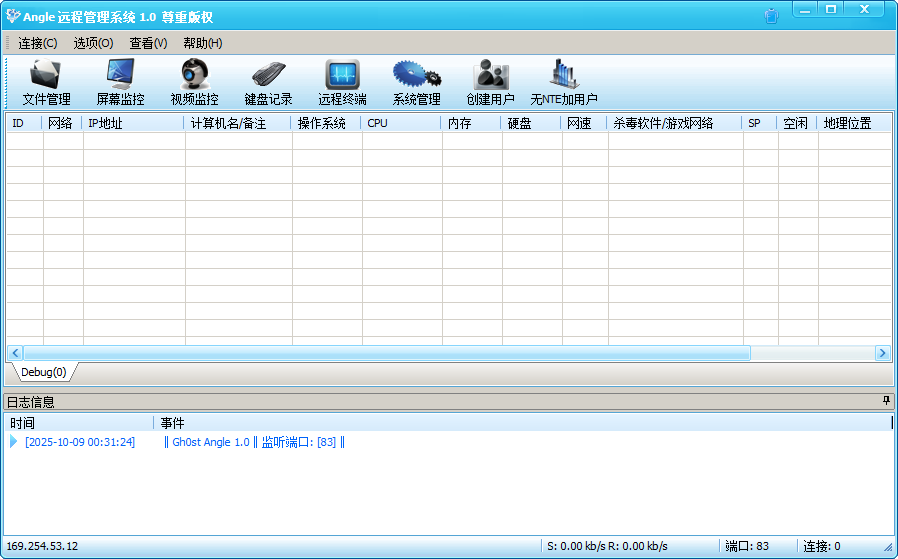 Angle 远程管理系统 1.0 尊重版权
连接(C) 选项(O) 查看(V) 帮助(H)
文件管理 屏幕监控 视频监控 键盘记录 远程终端 系统管理 创建用户 无NTE加用户
ID 网络 IP地址 计算机名/备注 操作系统 CPU 内存 硬盘 网速 杀毒软件/游戏网络 SP 空闲 地理位置
Debug(0)
日志信息
时间 事件
[2025-10-09 00:31:24] ‖ Gh0st Angle 1.0 ‖ 监听端口: [83] ‖
169.254.53.12 S: 0.00 kb/s R: 0.00 kb/s 端口: 83 连接: 0